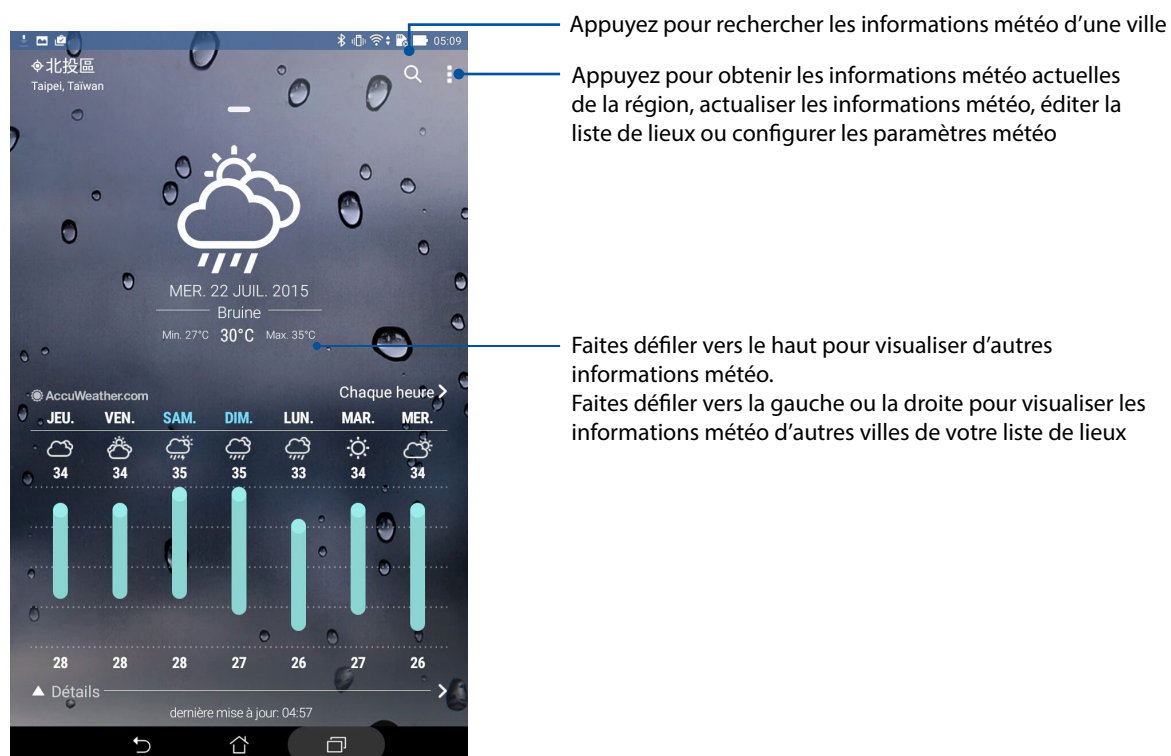 Appuyez pour rechercher les informations météo d’une ville
05:09
北投區
Taipei, Taïwan
Appuyez pour obtenir les informations météo actuelles
de la région, actualiser les informations météo, éditer la
liste de lieux ou configurer les paramètres météo
MER. 22 JUIL. 2015
Bruine
Min. 27°C 30°C Max. 35°C
Faites défiler vers le haut pour visualiser d’autres
informations météo.
Faites défiler vers la gauche ou la droite pour visualiser les
informations météo d’autres villes de votre liste de lieux
AccuWeather.com
Chaque heure
JEU. VEN. SAM. DIM. LUN. MAR. MER.
34 34 35 35 33 34 34
28 28 28 27 26 27 26
Détails
dernière mise à jour: 04:57